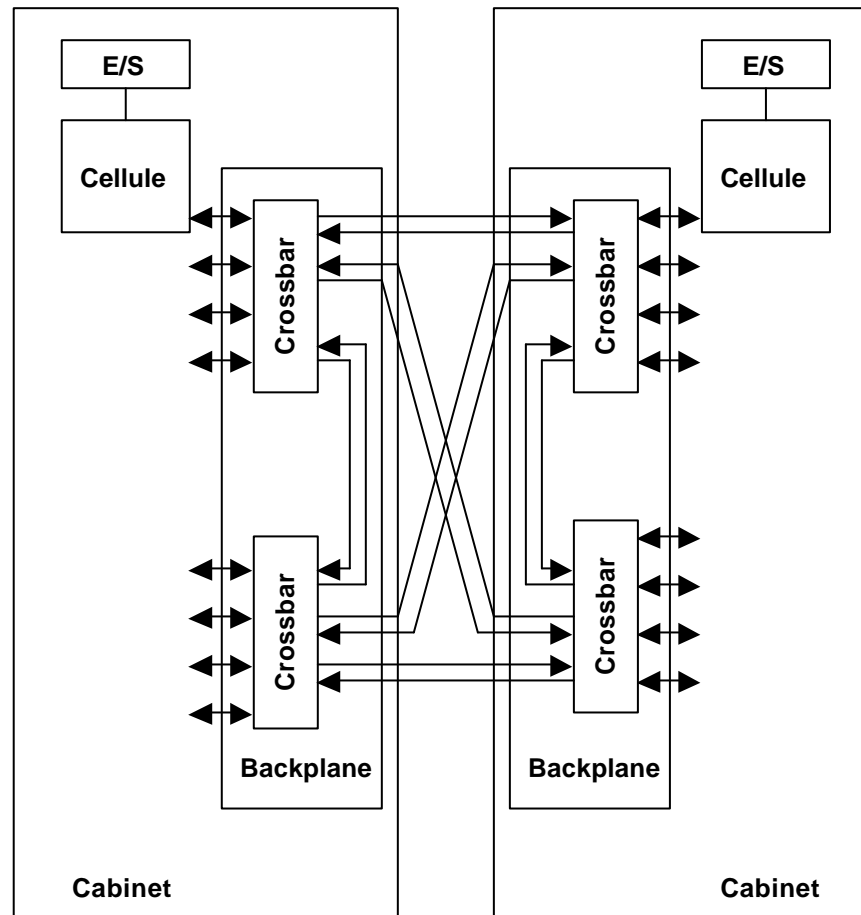 E/S
E/S
Cellule
Cellule
Crossbar
Crossbar
Crossbar
Crossbar
Backplane
Backplane
Cabinet
Cabinet